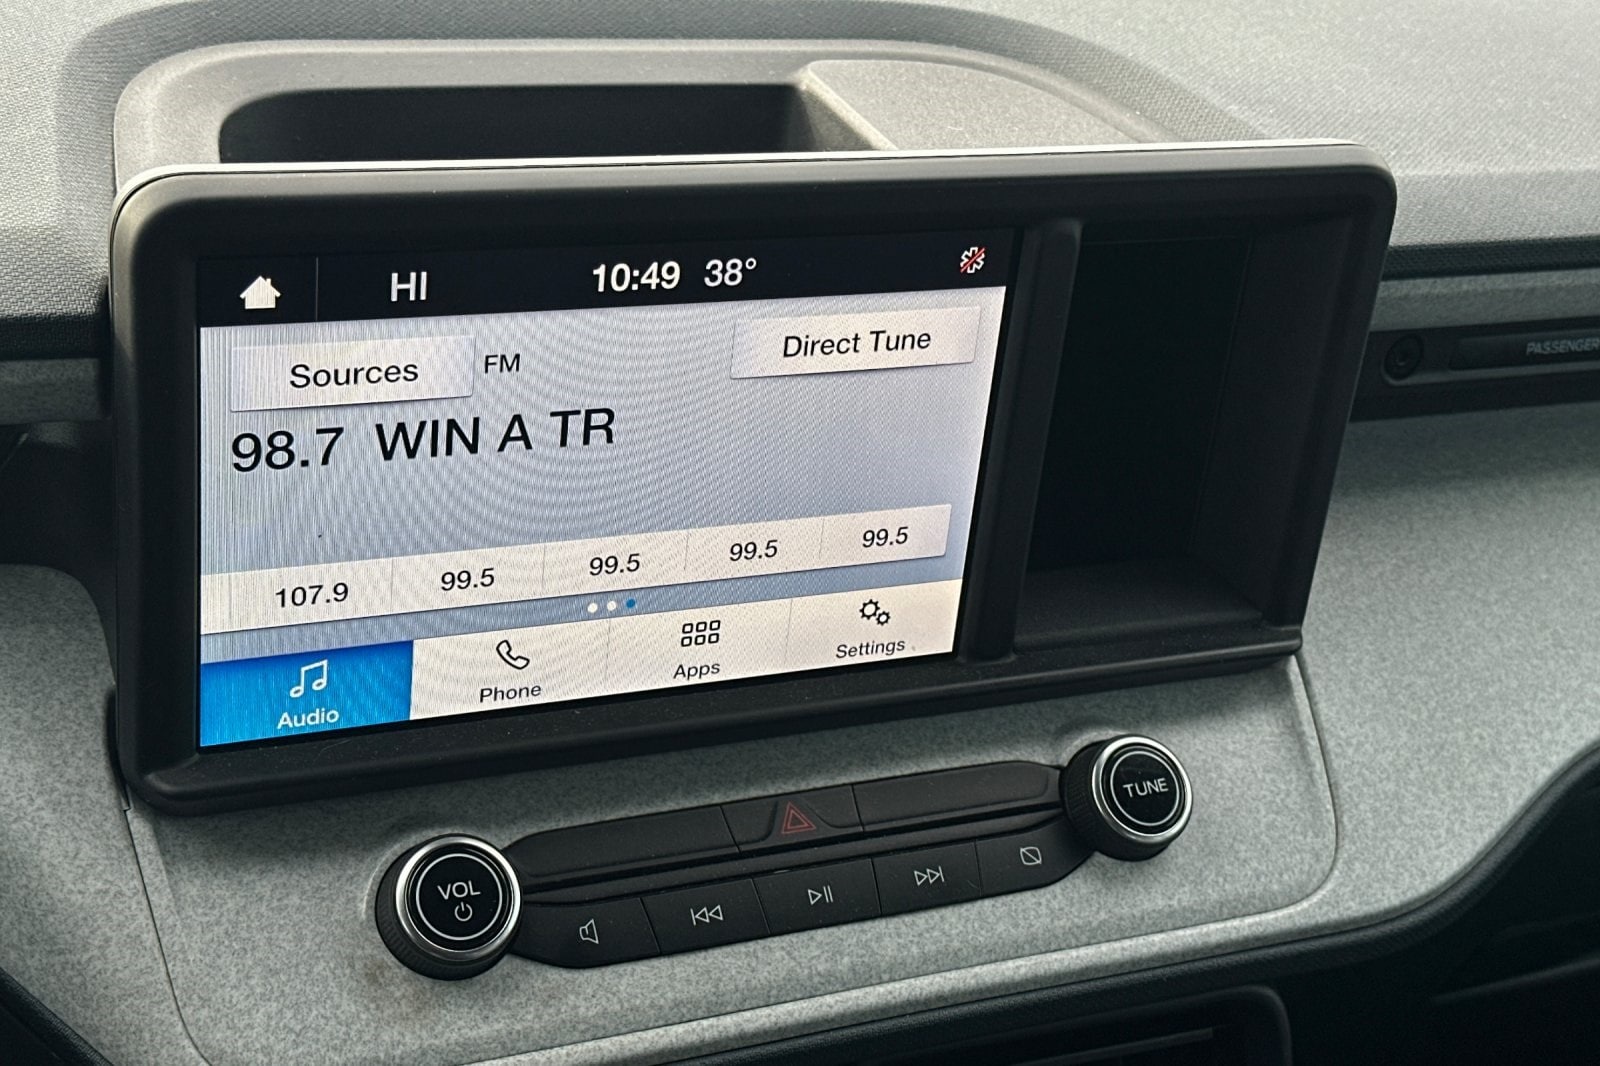 HI 10:49 38°
Sources FM Direct Tune
98.7 WIN A TR
107.9 99.5 99.5 99.5 99.5
Audio Phone Apps Settings
PASSENGER
TUNE
VOL